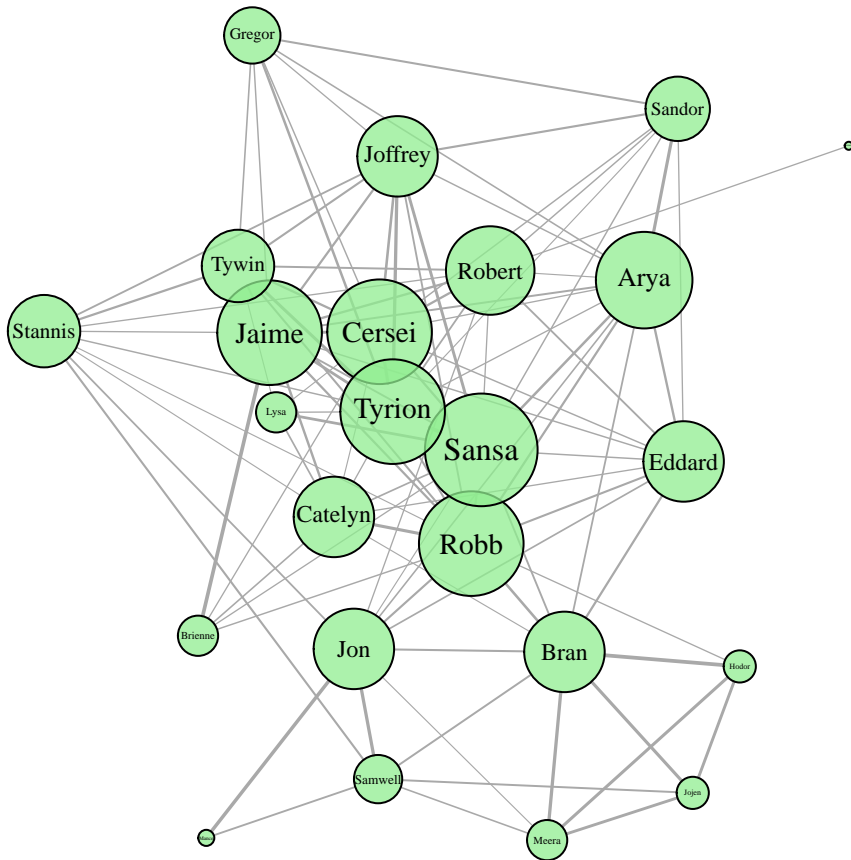 Gregor
Sandor
Joffrey
Tywin
Robert
Arya
Stannis
Jaime
Cersei
Lysa
Tyrion
Sansa
Eddard
Catelyn
Robb
Brienne
Jon
Bran
Hodor
Samwell
Jojen
Meera